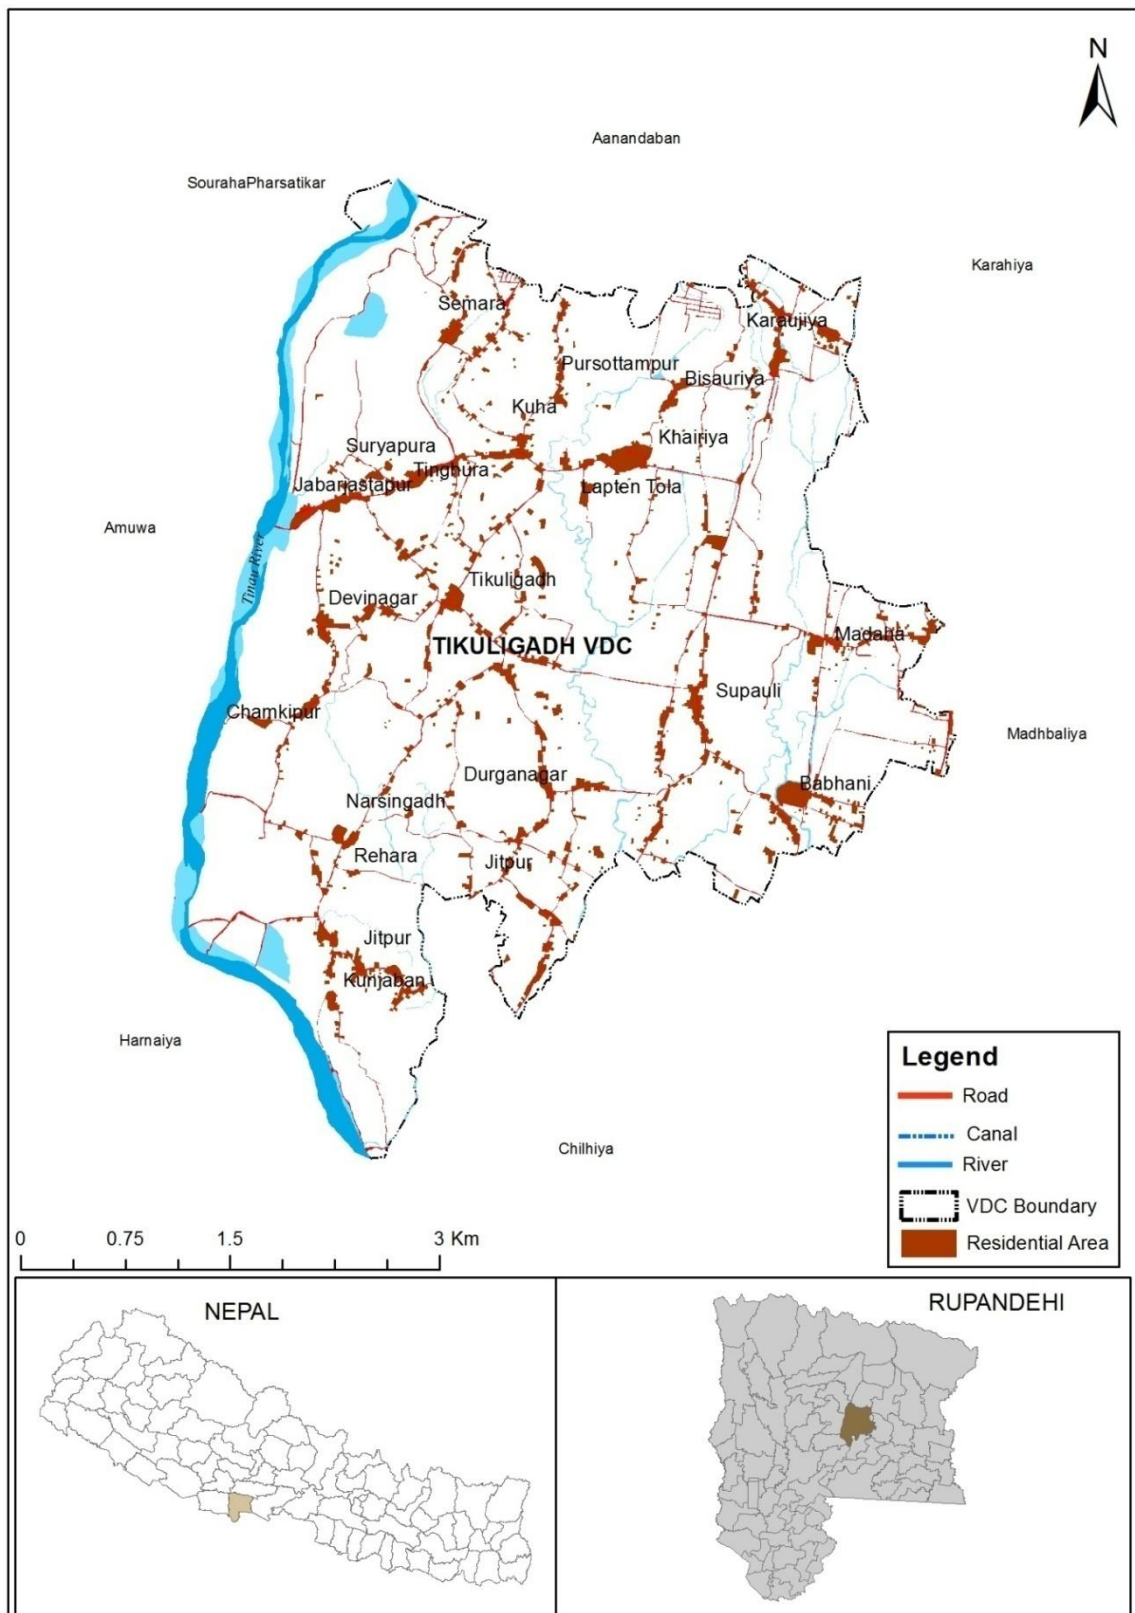 N
Aanandaban
SourahaPharsatikar
Karahiya
Semara
Karaujiya
Pursottampur
Bisauriya
Kuha
Khairiya
Suryapura
Tinghura
Jabarjastapur
Lapten Tola
Amuwa
Tinau River
Tikuligadh
Devinagar
Madaha
TIKULIGADH VDC
Supauli
Chamkipur
Madhbaliya
Durganagar
Babhani
Narsingadh
Rehara
Jitpur
Jitpur
Kunjaban
Harnaiya
Chilhiya
Legend
Road
Canal
River
VDC Boundary
Residential Area
0 0.75 1.5 3 Km
NEPAL
RUPANDEHI